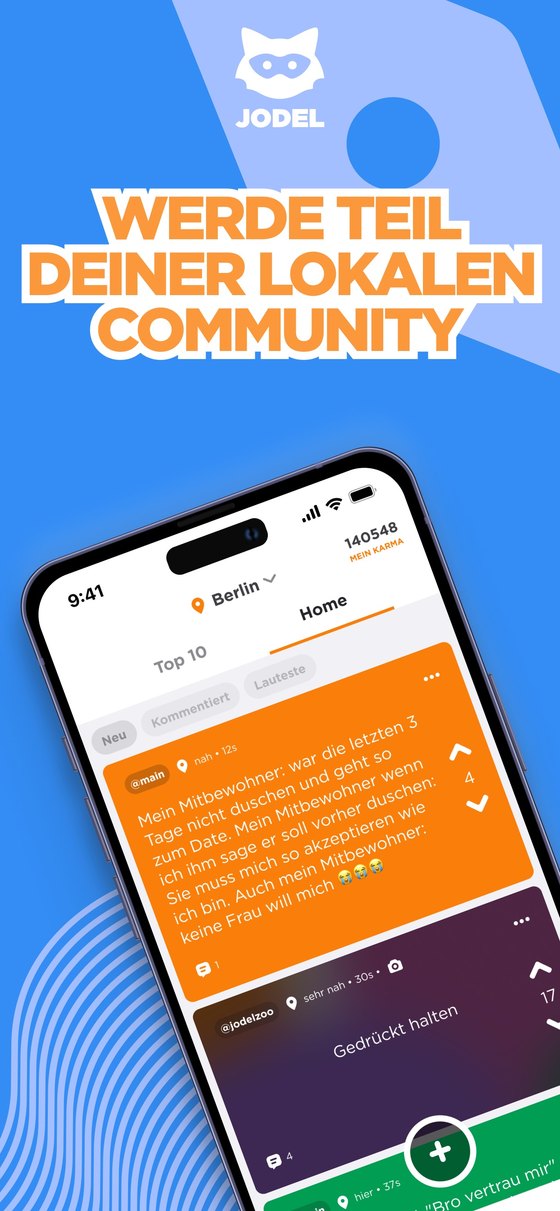 JODEL
WERDE TEIL
DEINER LOKALEN
COMMUNITY
9:41
Berlin
140548
MEIN KARMA
Top 10
Home
Neu
Kommentiert
Lauteste
@main nah • 12s
Mein Mitbewohner: war die letzten 3
Tage nicht duschen und geht so
zum Date. Mein Mitbewohner wenn
ich ihm sage er soll vorher duschen:
Sie muss mich so akzeptieren wie
ich bin. Auch mein Mitbewohner:
keine Frau will mich 😭😭😭
4
1
@jodelzoo sehr nah • 30s •
Gedrückt halten
17
4
hier • 37s
"Bro vertrau mir"